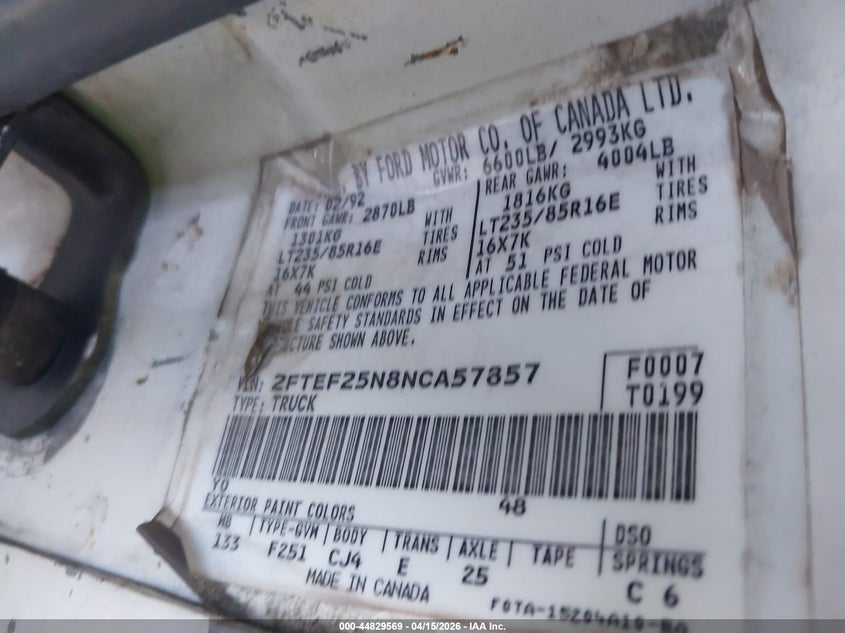 BY FORD MOTOR CO. OF CANADA LTD.
DATE: 02/92 GVWR: 6600LB/ 2993KG
FRONT GAWR: 2870LB
1301KG WITH
LT235/85R16E TIRES
16X7K RIMS
AT 44 PSI COLD
REAR GAWR: 4004LB
1816KG WITH
LT235/85R16E TIRES
16X7K RIMS
AT 51 PSI COLD
THIS VEHICLE CONFORMS TO ALL APPLICABLE FEDERAL MOTOR
SAFETY STANDARDS IN EFFECT ON THE DATE OF
SHOWN ABOVE.
VIN: 2FTEF25N8NCA57857
TYPE: TRUCK
F0007
T0199
YO 48
EXTERIOR PAINT COLORS DSO
WB TYPE-GVW BODY TRANS AXLE TAPE SPRINGS
133 F251 CJ4 E 25 C 6
MADE IN CANADA
F0TA-15204A10-BA
000-44829569 - 04/15/2026 - IAA Inc.